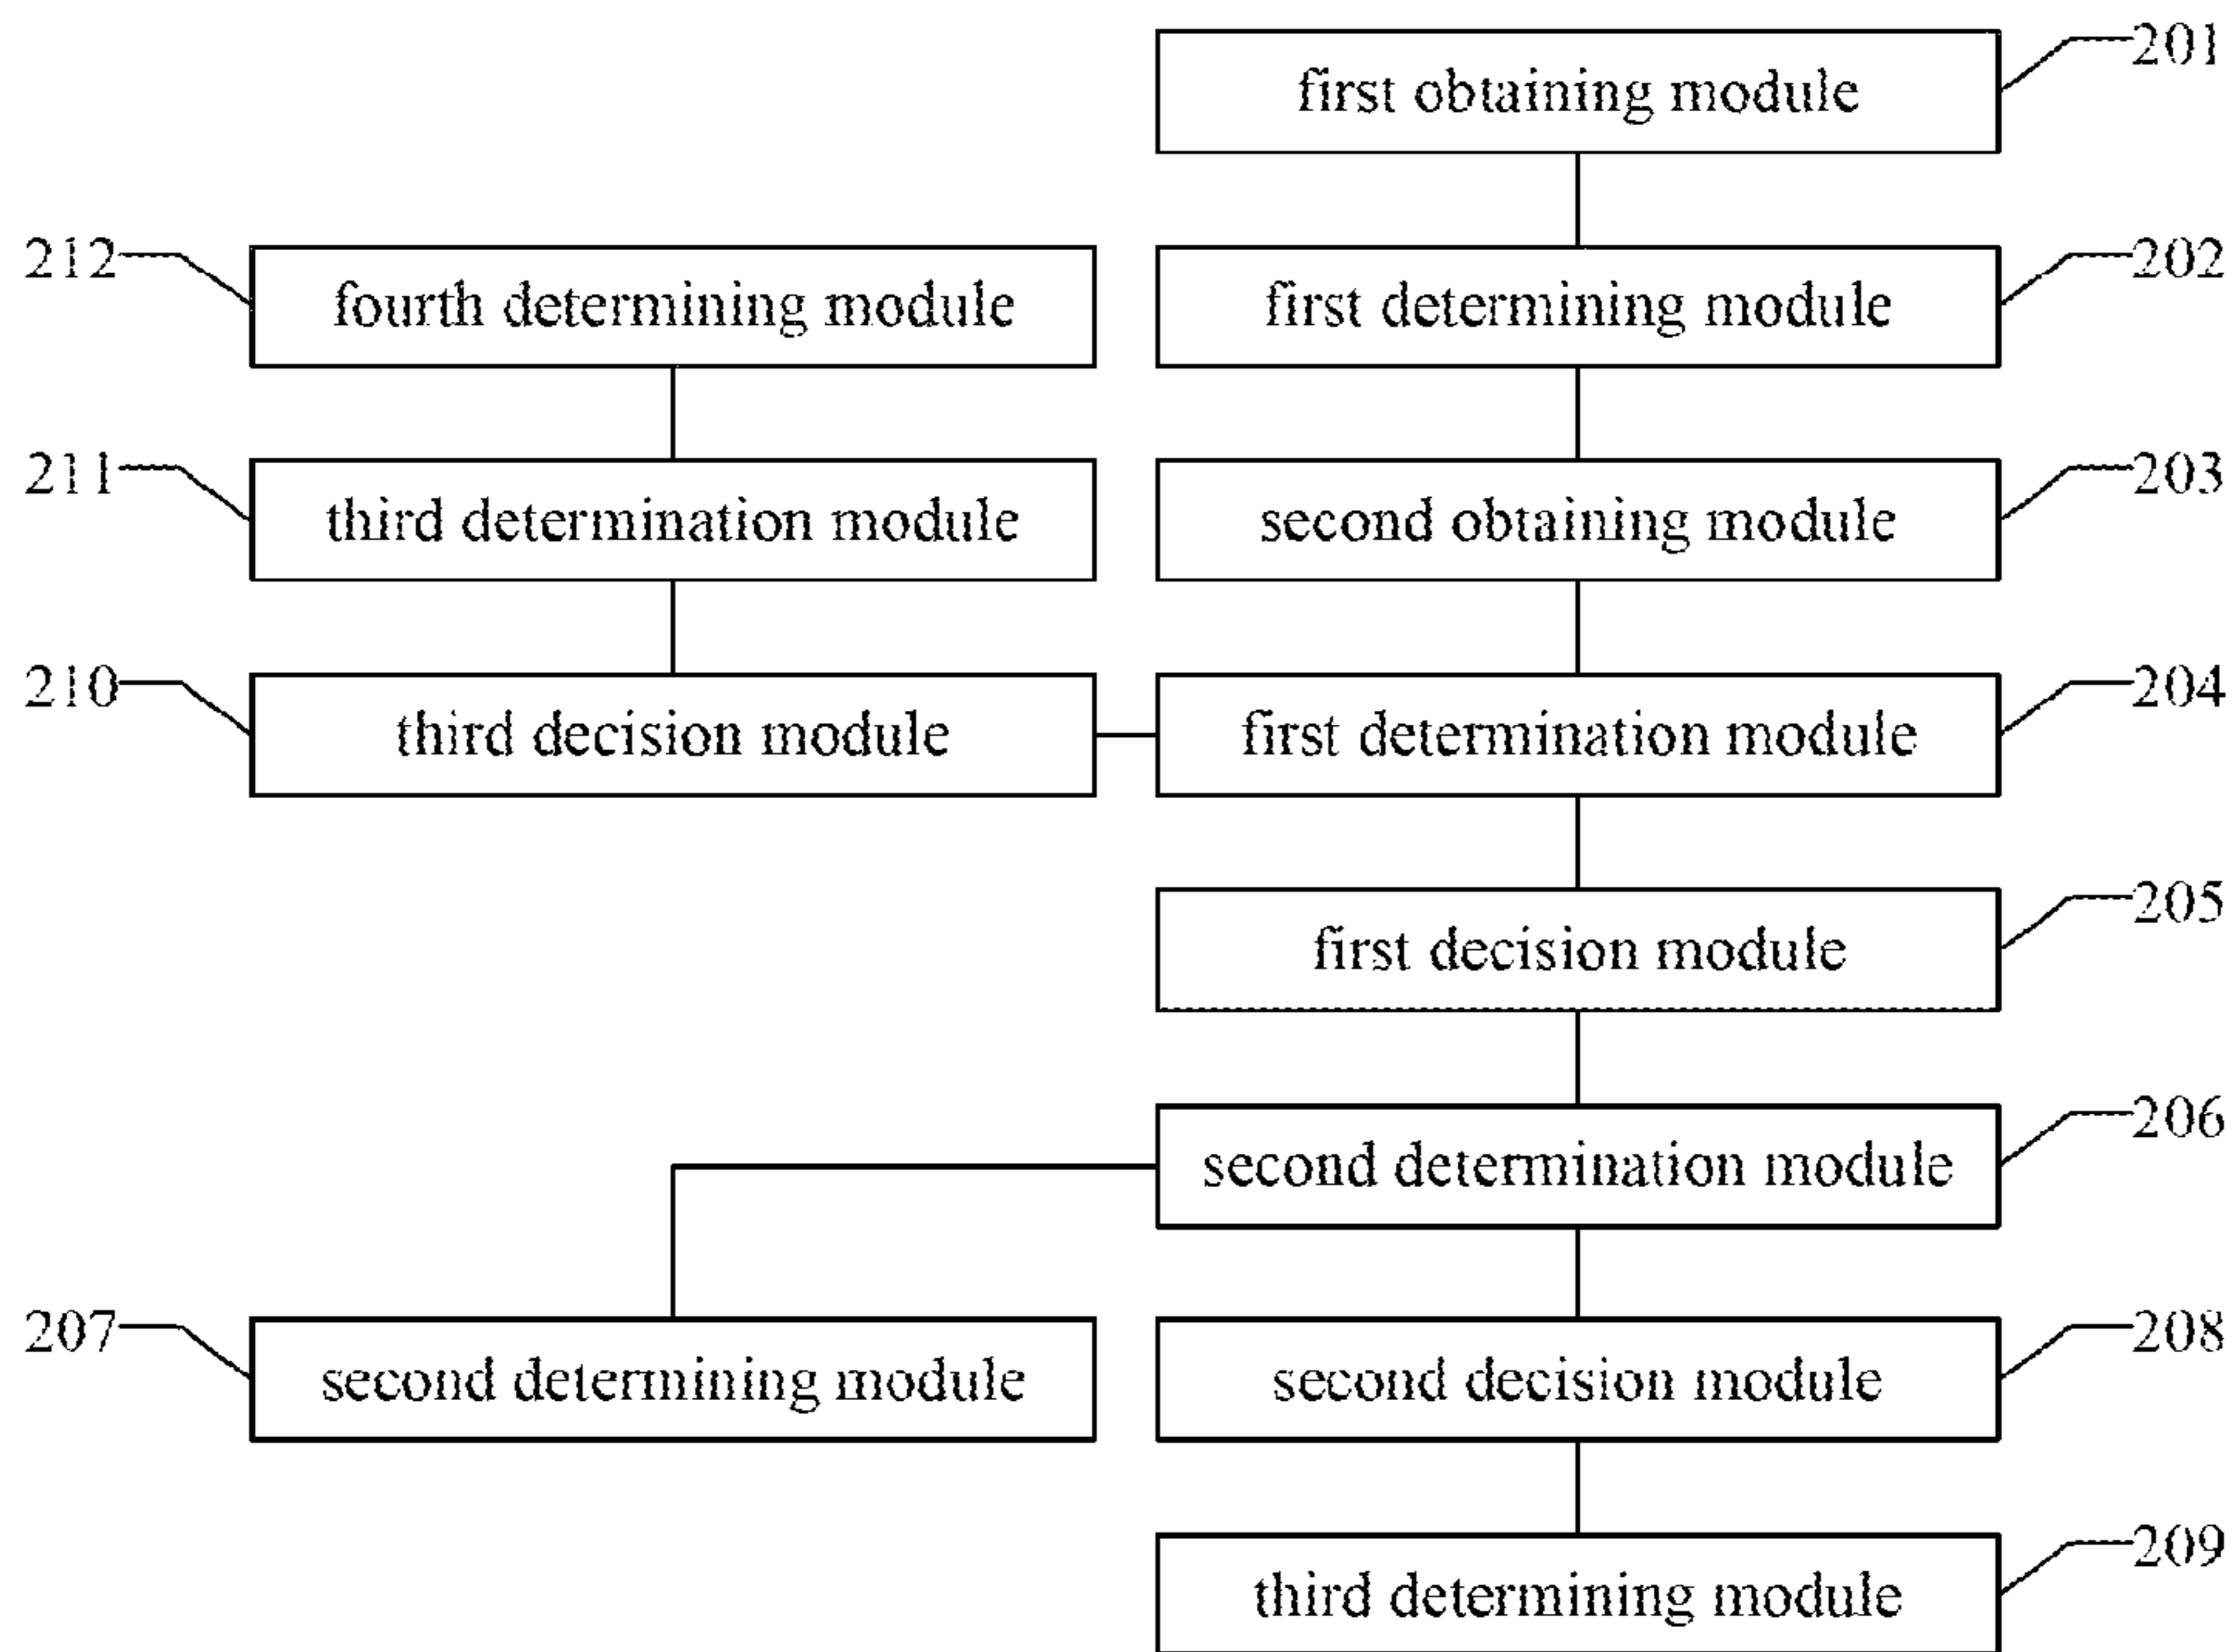 first obtaining module 201
212 fourth determining module first determining module 202
211 third determination module second obtaining module 203
210 third decision module first determination module 204
first decision module 205
second determination module 206
207 second determining module second decision module 208
third determining module 209